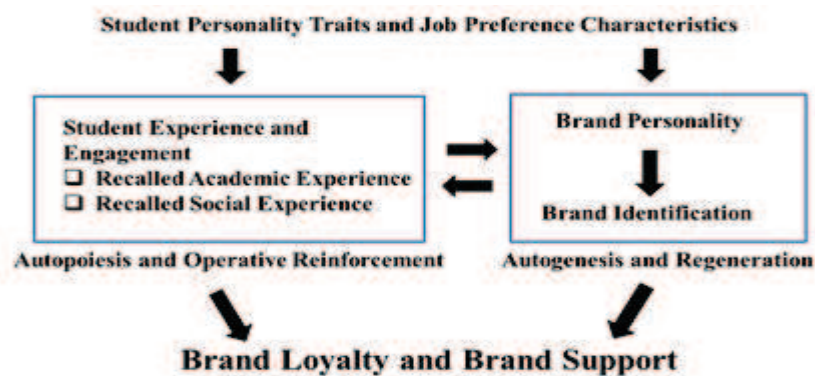 Student Personality Traits and Job Preference Characteristics
Student Experience and
Engagement
❑ Recalled Academic Experience
❑ Recalled Social Experience
Brand Personality
Brand Identification
Autopoiesis and Operative Reinforcement
Autogenesis and Regeneration
Brand Loyalty and Brand Support